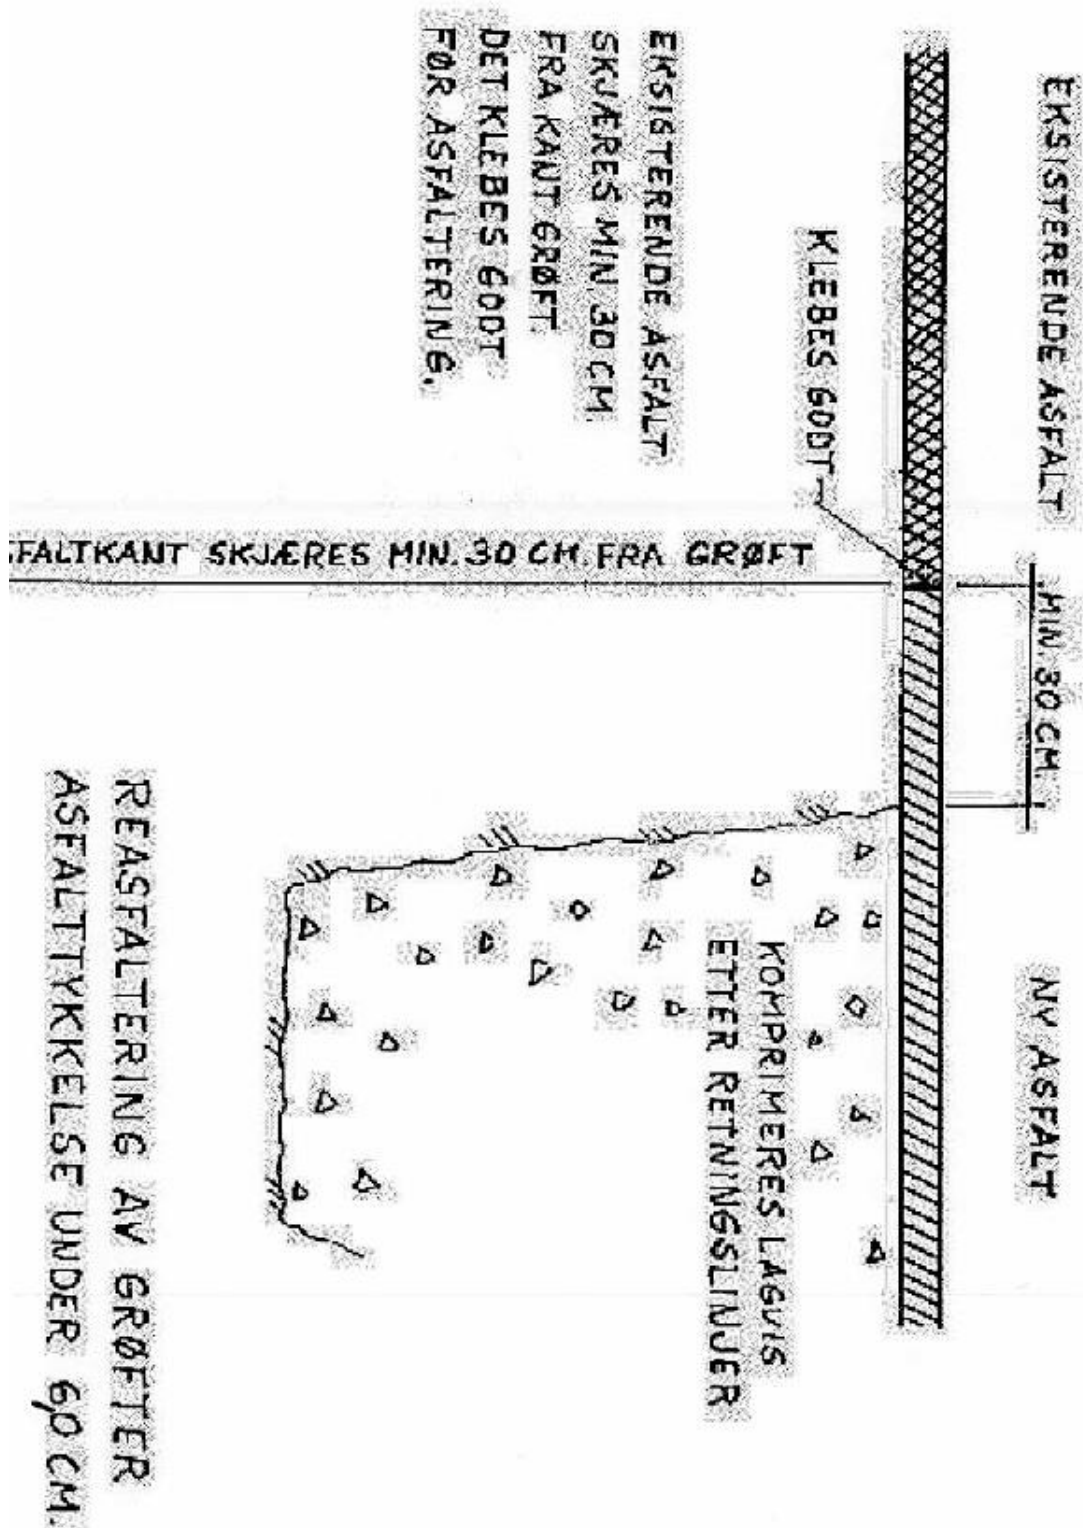 EKSISTERENDE ASFALT
MIN. 30 CM.
NY ASFALT
KLEBES GODT
KOMPRIMERES LAGVIS
ETTER RETNINGSLINJER
EKSIGTERENDE ASFALT
SKJÆRES MIN. 30 CM
FRA KANT GRØFT.
DET KLEBES GODT
FØR ASFALTERING.
SFALTKANT SKJÆRES MIN. 30 CM. FRA GRØFT
REASFALTERING AV GRØFTER
ASFALTTYKKELSE UNDER 6,0 CM.